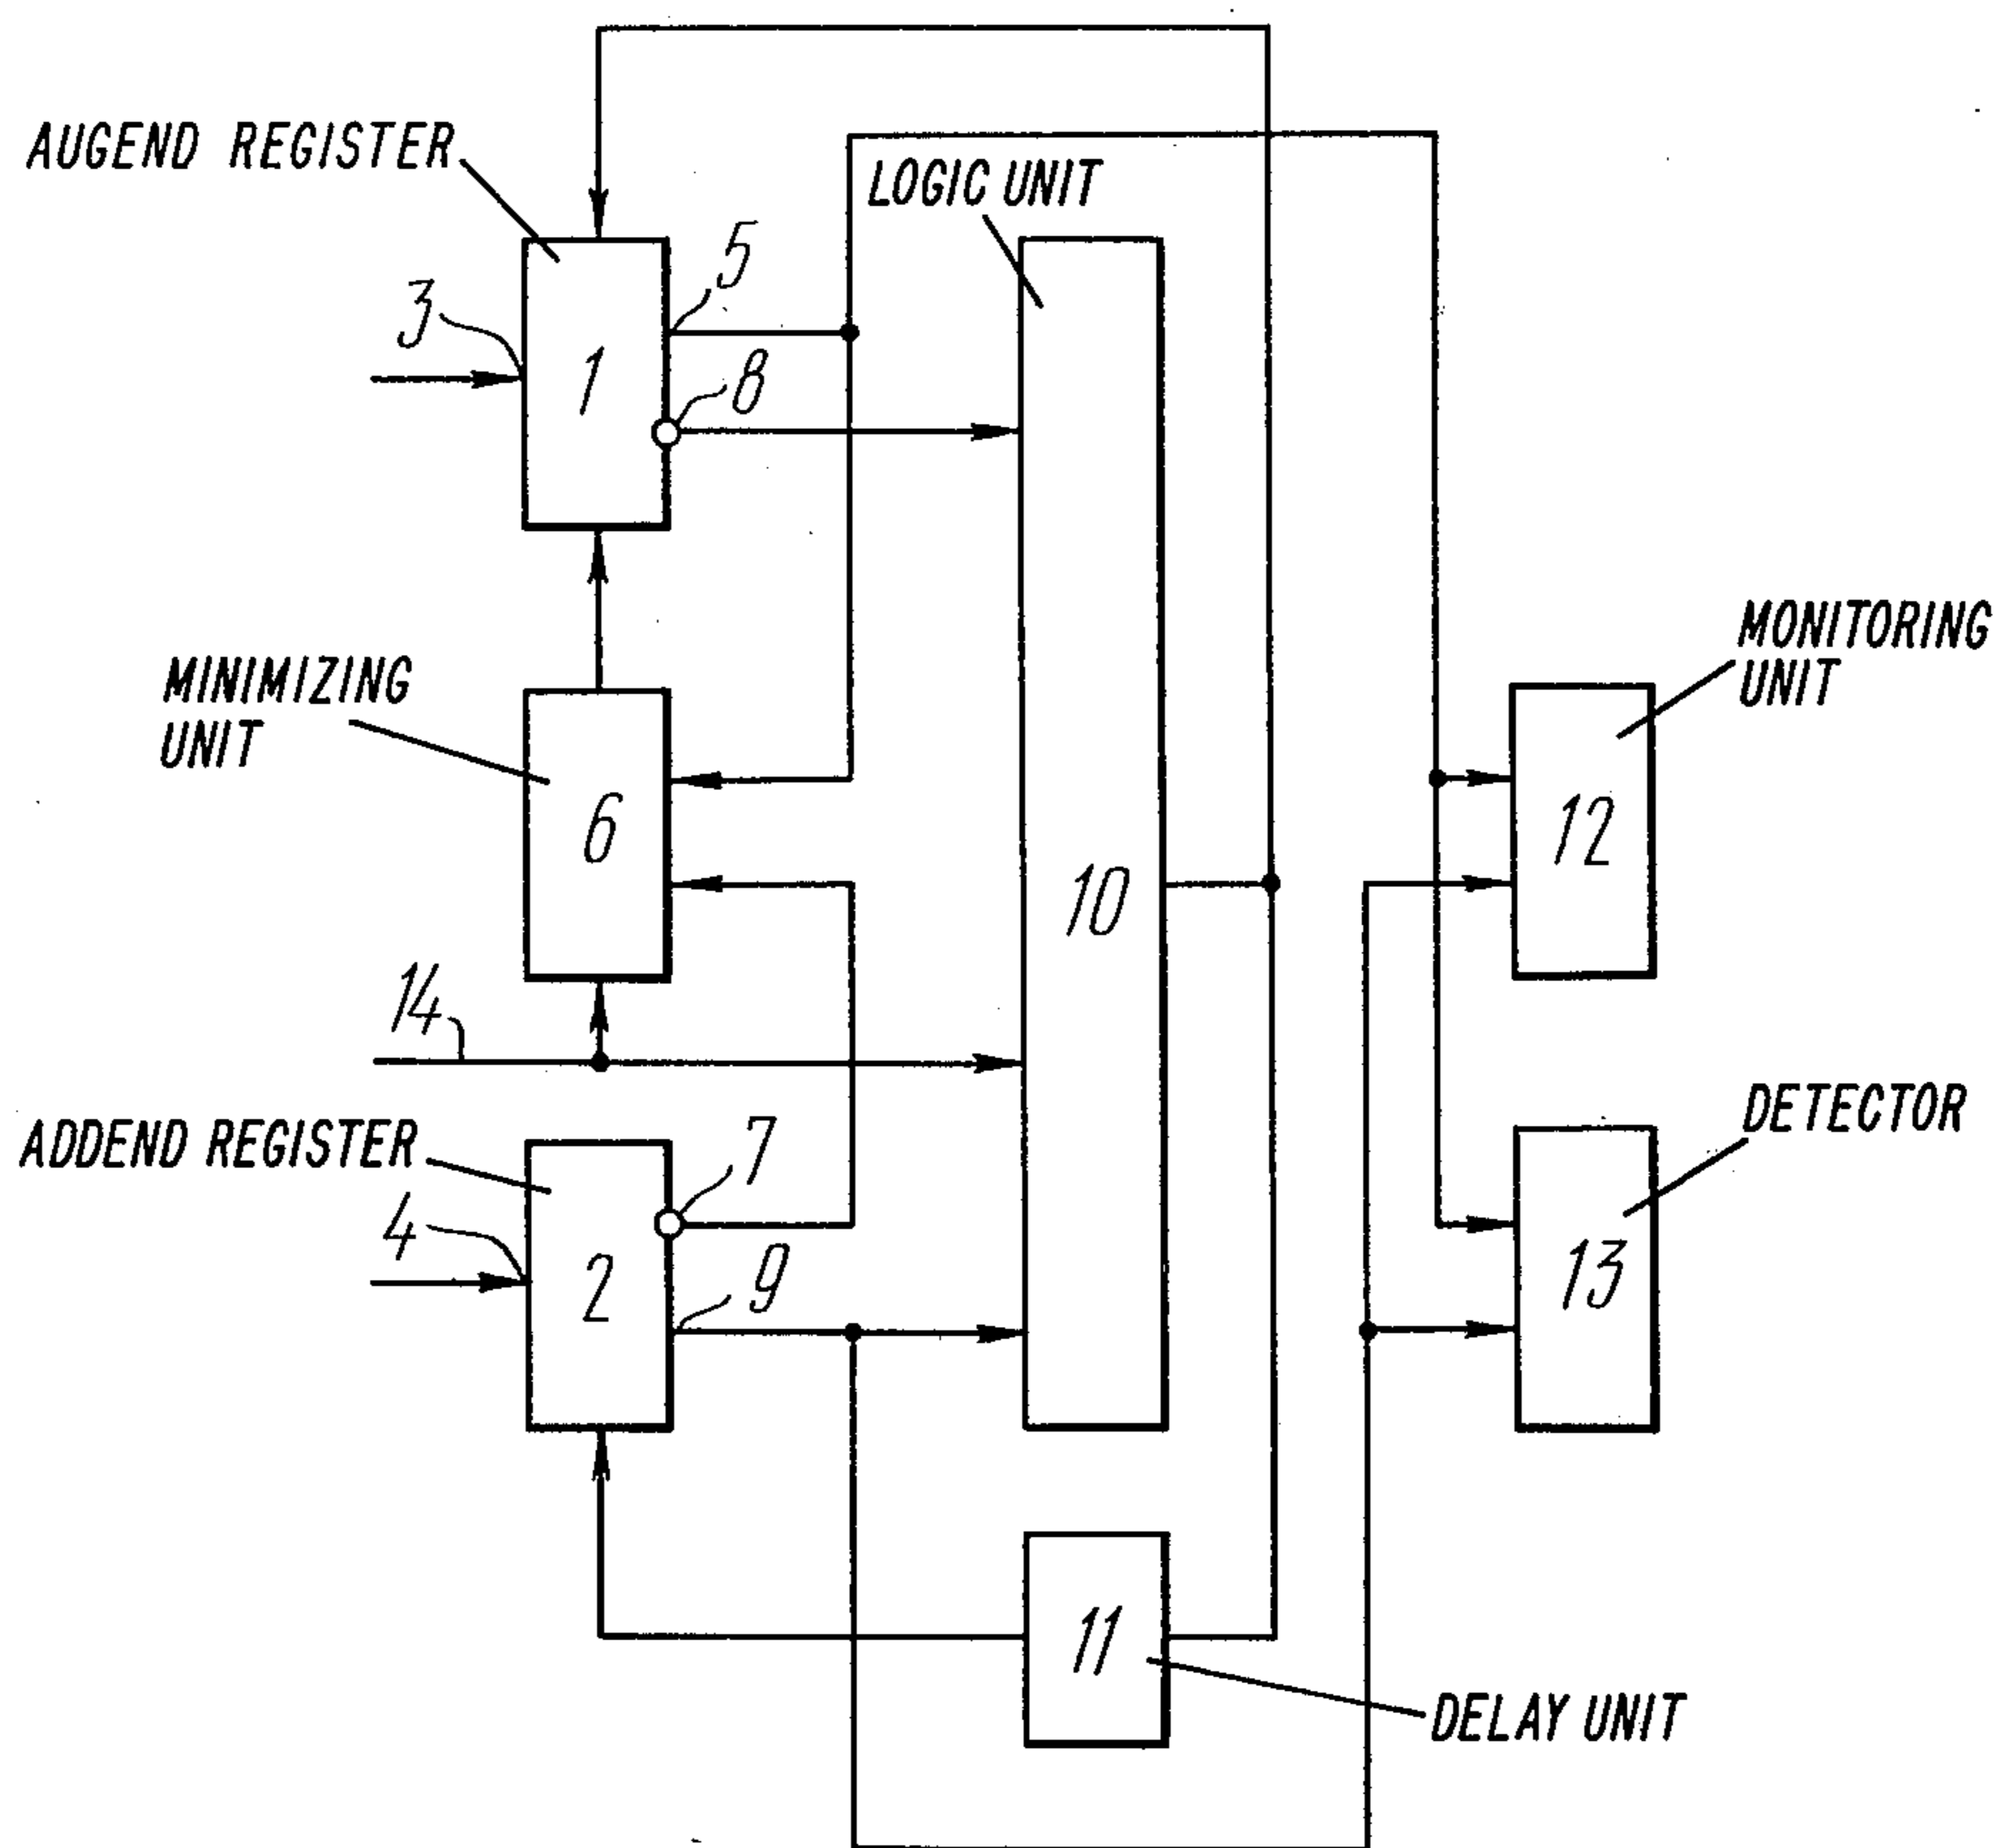 AUGEND REGISTER
LOGIC UNIT
5
3
1
8
MINIMIZING
UNIT
MONITORING
UNIT
6
12
10
14
ADDEND REGISTER
7
DETECTOR
4
2
9
13
11
DELAY UNIT